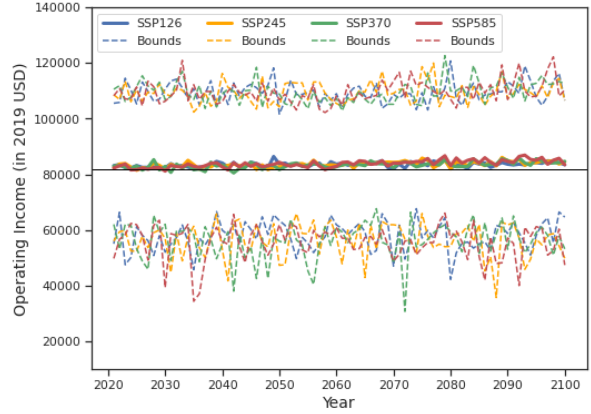 140000
SSP126 SSP245 SSP370 SSP585
Bounds Bounds Bounds Bounds
120000
100000
80000
60000
40000
20000
Operating Income (in 2019 USD)
2020 2030 2040 2050 2060 2070 2080 2090 2100
Year